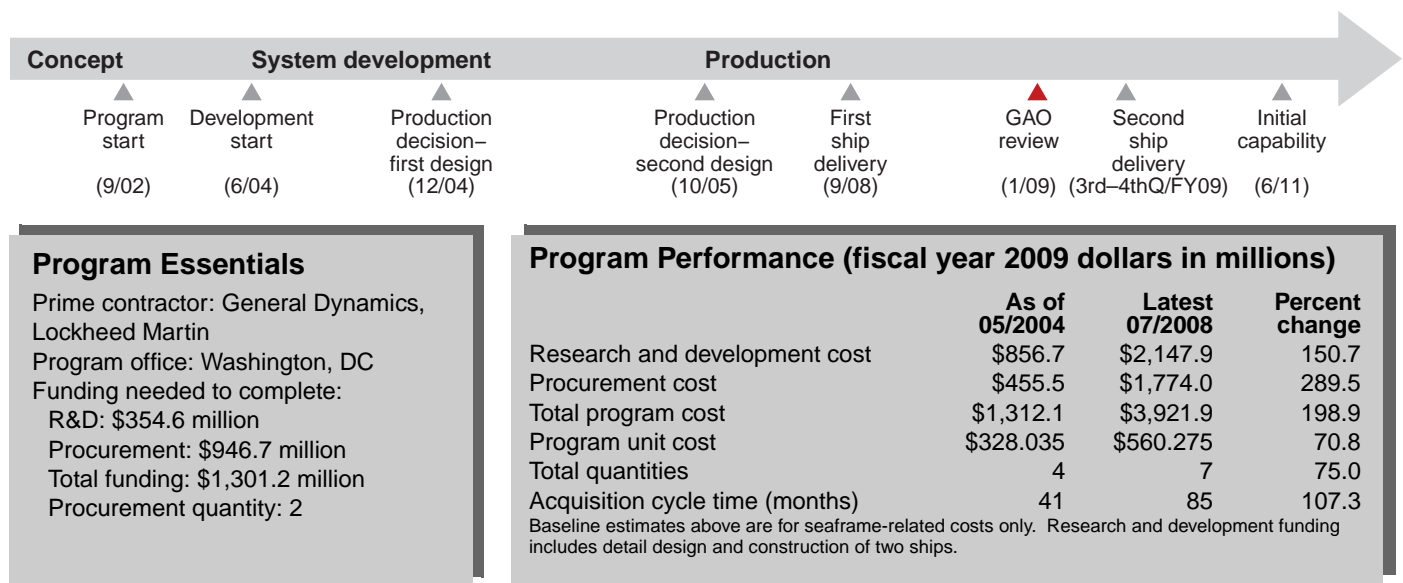 Concept System development Production
Program start (9/02)
Development start (6/04)
Production decision– first design (12/04)
Production decision– second design (10/05)
First ship delivery (9/08)
GAO review (1/09)
Second ship delivery (3rd–4thQ/FY09)
Initial capability (6/11)
Program Essentials
Prime contractor: General Dynamics,
Lockheed Martin
Program office: Washington, DC
Funding needed to complete:
R&D: $354.6 million
Procurement: $946.7 million
Total funding: $1,301.2 million
Procurement quantity: 2
Program Performance (fiscal year 2009 dollars in millions)
As of Latest Percent
05/2004 07/2008 change
Research and development cost $856.7 $2,147.9 150.7
Procurement cost $455.5 $1,774.0 289.5
Total program cost $1,312.1 $3,921.9 198.9
Program unit cost $328.035 $560.275 70.8
Total quantities 4 7 75.0
Acquisition cycle time (months) 41 85 107.3
Baseline estimates above are for seaframe-related costs only. Research and development funding
includes detail design and construction of two ships.